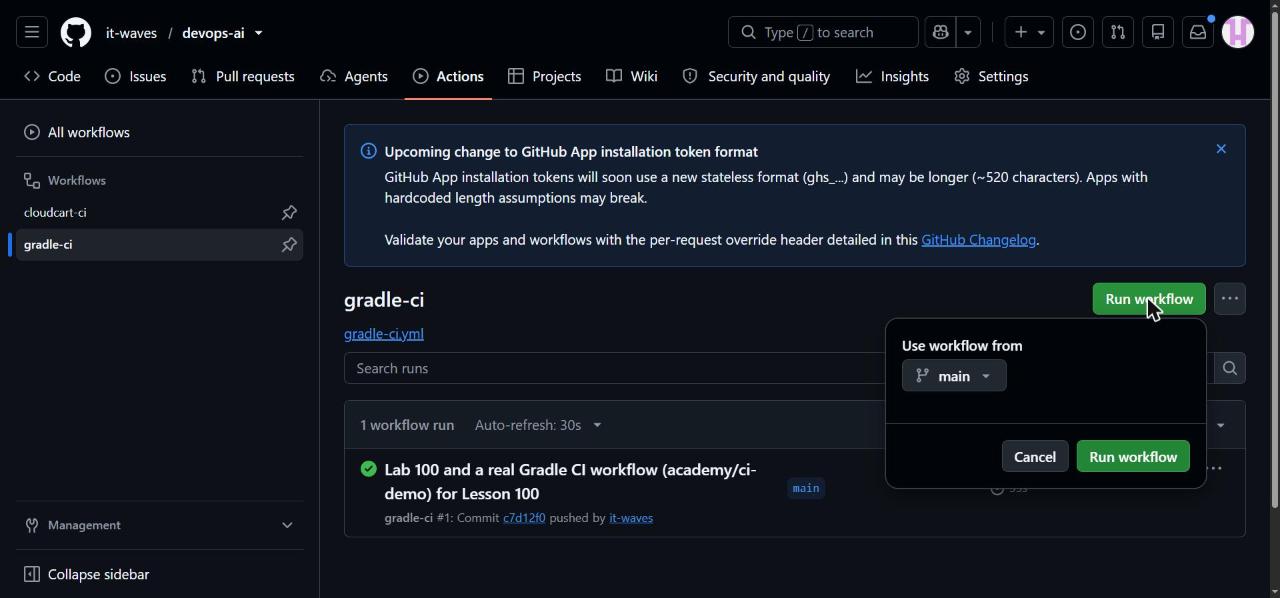 it-waves / devops-ai
Type / to search
Code
Issues
Pull requests
Agents
Actions
Projects
Wiki
Security and quality
Insights
Settings
All workflows
Workflows
cloudcart-ci
gradle-ci
Management
Collapse sidebar
Upcoming change to GitHub App installation token format
GitHub App installation tokens will soon use a new stateless format (ghs_...) and may be longer (~520 characters). Apps with
hardcoded length assumptions may break.
Validate your apps and workflows with the per-request override header detailed in this GitHub Changelog.
gradle-ci
Run workflow
gradle-ci.yml
Use workflow from
main
Search runs
1 workflow run
Auto-refresh: 30s
Cancel
Run workflow
Lab 100 and a real Gradle CI workflow (academy/ci-
demo) for Lesson 100
main
gradle-ci #1: Commit c7d12f0 pushed by it-waves